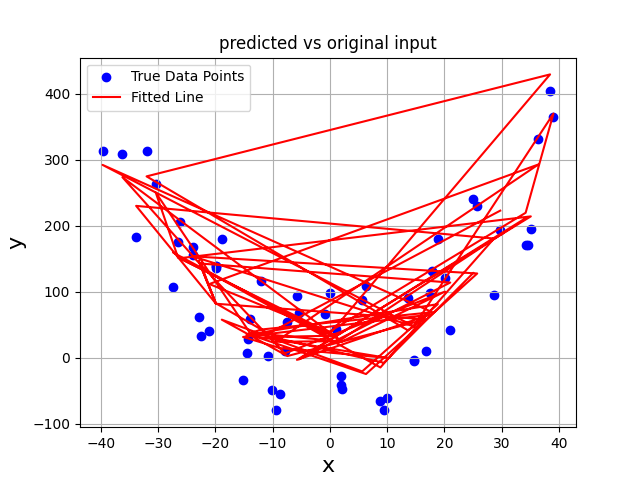 predicted vs original input
True Data Points
Fitted Line
400
300
200
100
0
−100
y
−40 −30 −20 −10 0 10 20 30 40
x